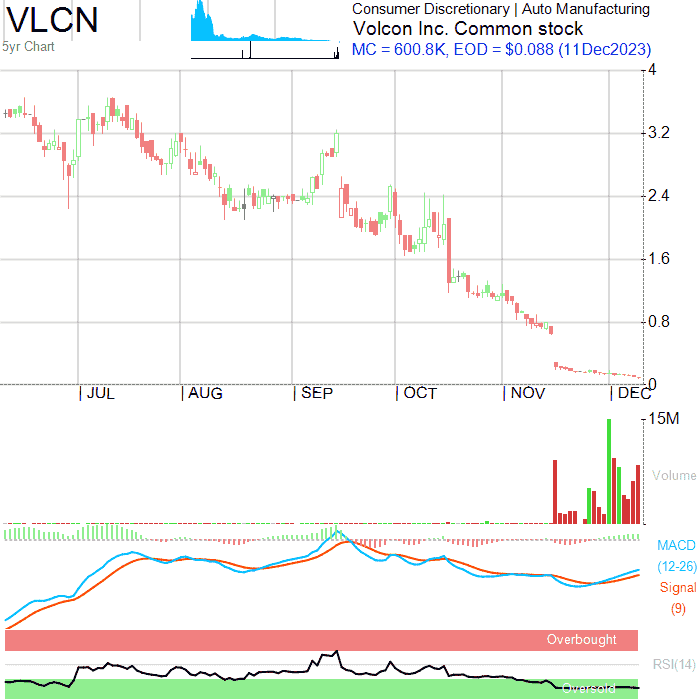 VLCN
5yr Chart
Consumer Discretionary | Auto Manufacturing
Volcon Inc. Common stock
MC = 600.8K, EOD = $0.088 (11Dec2023)
4
3.2
2.4
1.6
0.8
0
JUL AUG SEP OCT NOV DEC
15M
Volume
MACD
(12-26)
Signal
(9)
Overbought
RSI(14)
Oversold